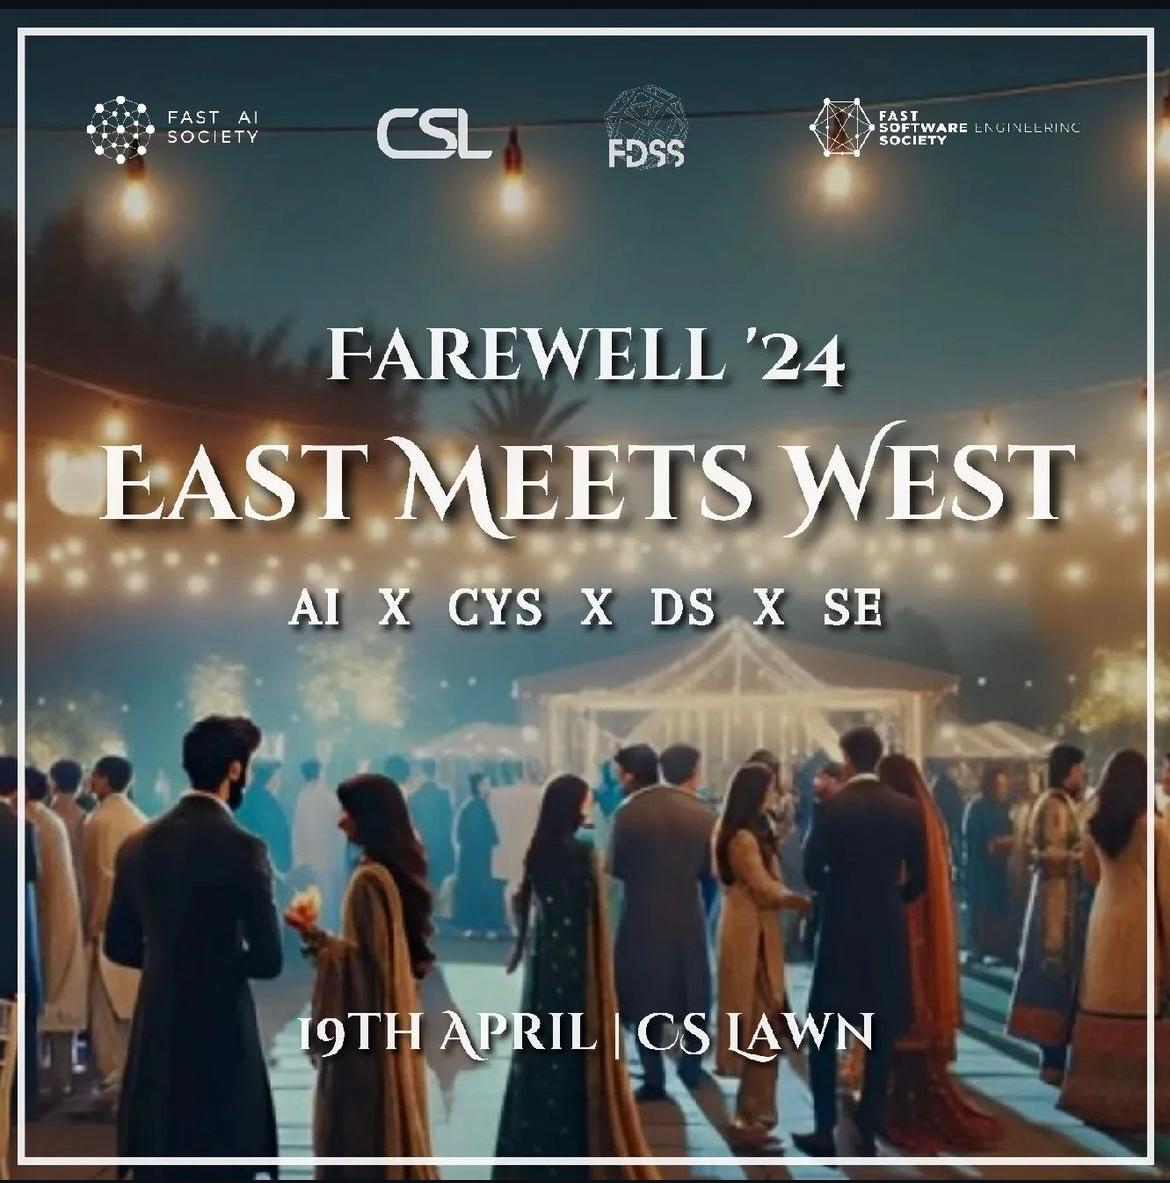 FAST AI
SOCIETY
CSL
FDSS
FAST
SOFTWARE ENGINEERING
SOCIETY
FAREWELL '24
EAST MEETS WEST
AI X CYS X DS X SE
19TH APRIL | CS LAWN